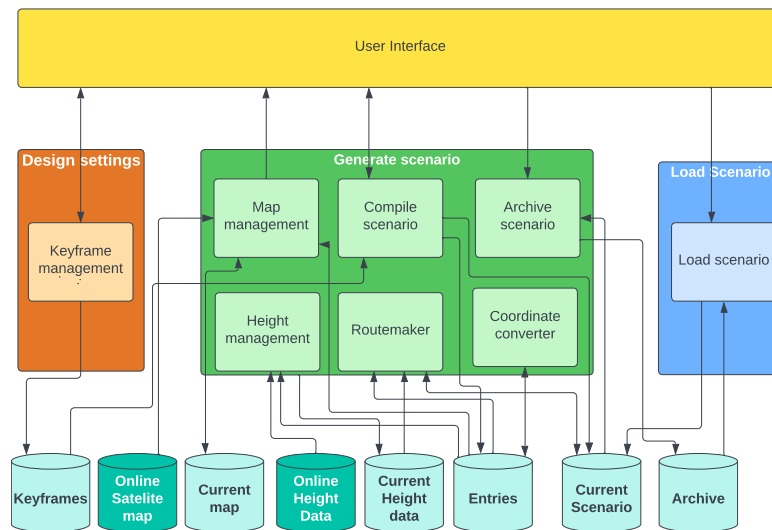 User Interface
Design settings
Generate scenario
Load Scenario
Map
management
Compile
scenario
Archive
scenario
Keyframe
management
Load scenario
Height
management
Routemaker
Coordinate
converter
Keyframes
Online
Satelite
map
Current
map
Online
Height
Data
Current
Height
data
Entries
Current
Scenario
Archive